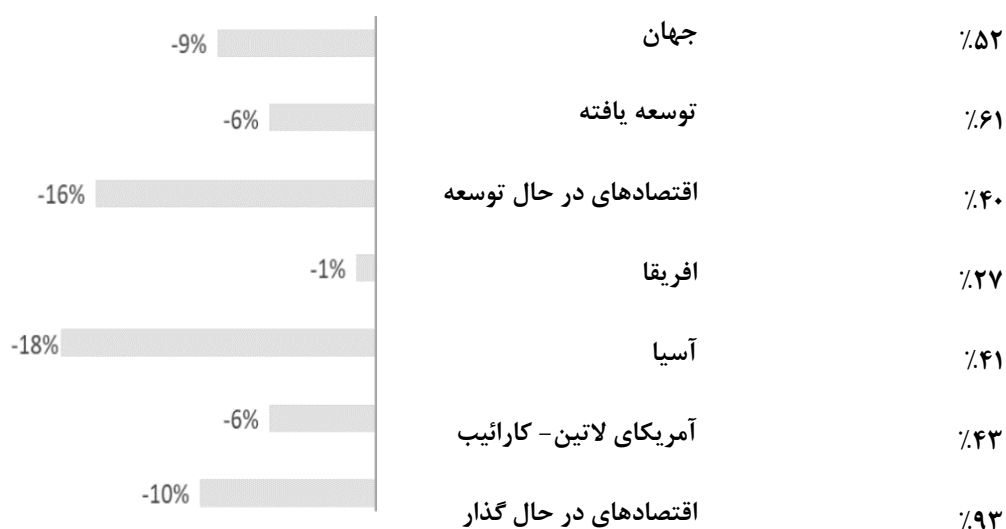 ٪۵۲ جهان -9%
٪۶۱ توسعه یافته -6%
٪۴۰ اقتصادهای در حال توسعه -16%
٪۲۷ افریقا -1%
٪۴۱ آسیا -18%
٪۴۳ آمریکای لاتین- کارائیب -6%
٪۹۳ اقتصادهای در حال گذار -10%